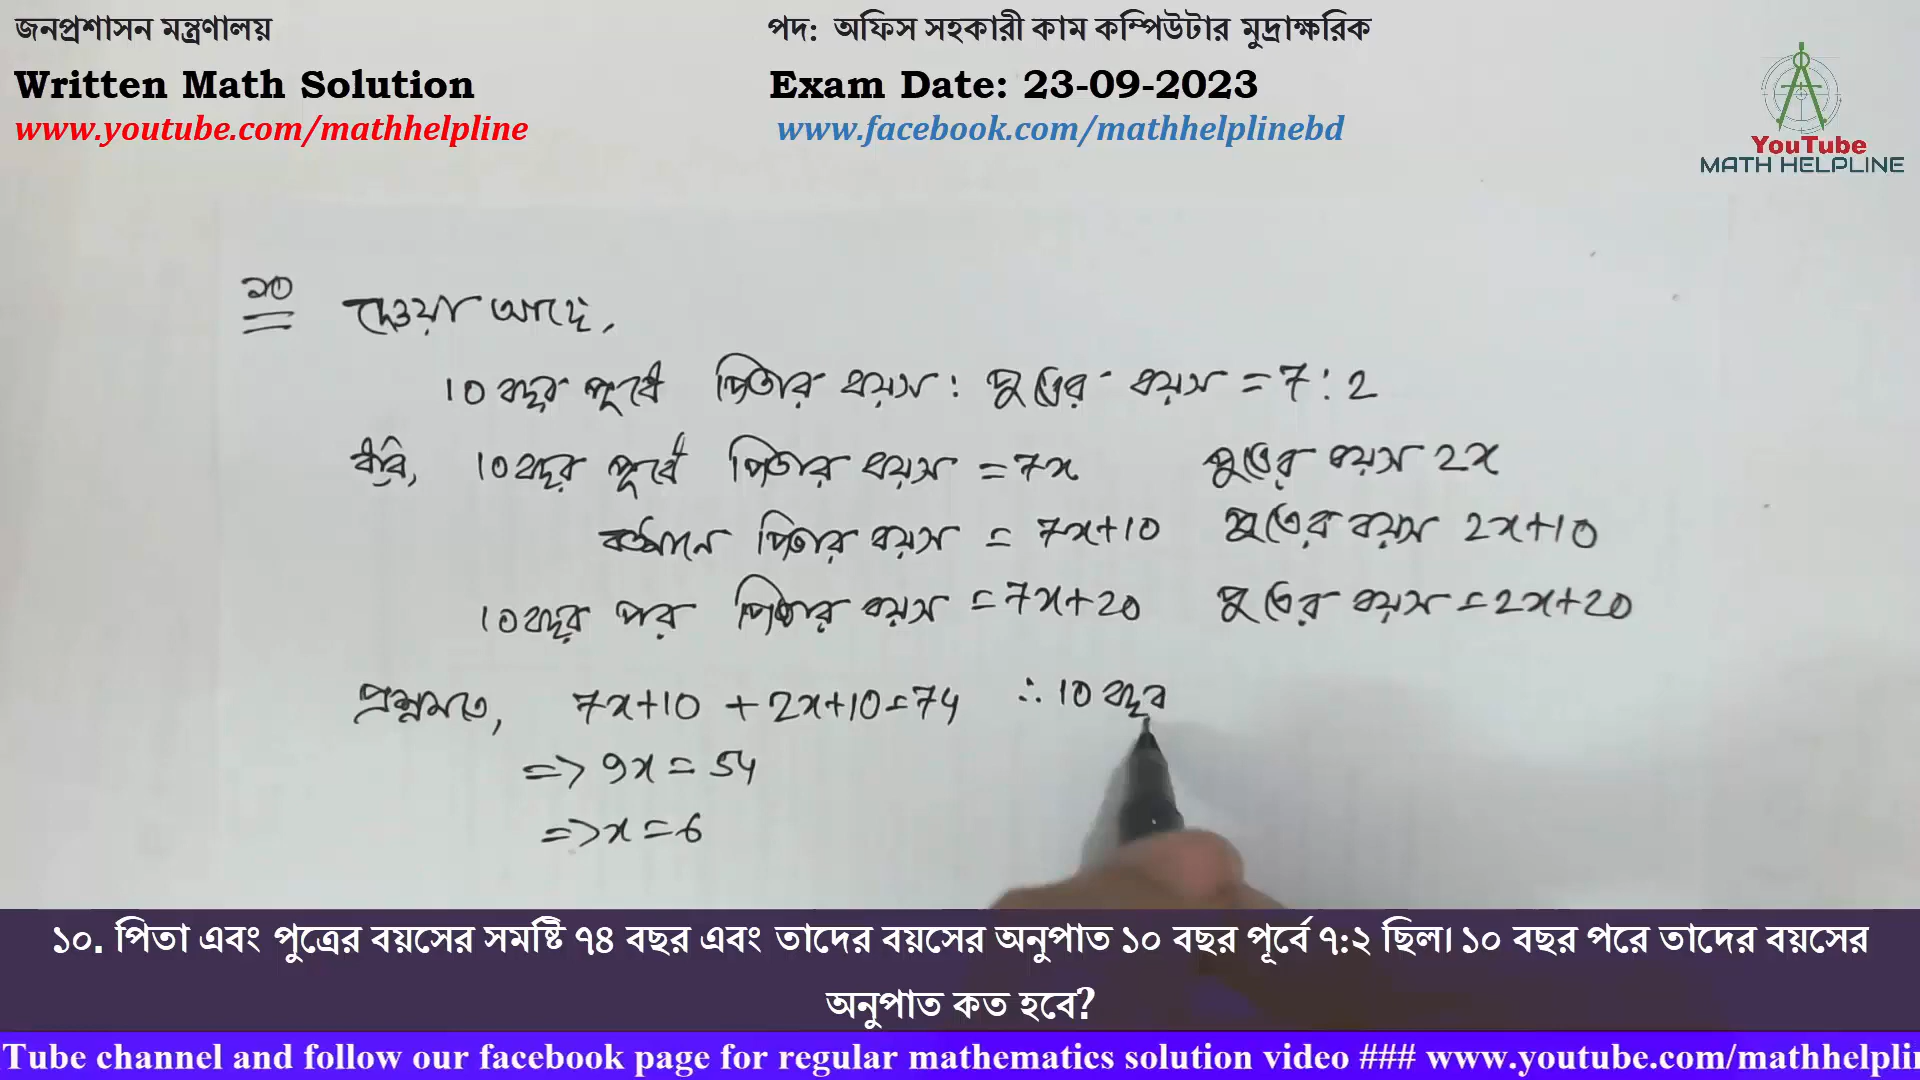 জনপ্রশাসন মন্ত্রণালয়
পদ: অফিস সহকারী কাম কম্পিউটার মুদ্রাক্ষরিক
Written Math Solution
Exam Date: 23-09-2023
www.youtube.com/mathhelpline
www.facebook.com/mathhelplinebd
YouTube
MATH HELPLINE
১০ দেওয়া আছে,
10 বছর পূর্বে পিতার বয়স : পুত্রের বয়স = 7 : 2
ধরি, 10 বছর পূর্বে পিতার বয়স = 7x পুত্রের বয়স 2x
বর্তমানে পিতার বয়স = 7x+10 পুত্রের বয়স 2x+10
10 বছর পর পিতার বয়স = 7x+20 পুত্রের বয়স = 2x+20
প্রশ্নমতে, 7x+10 + 2x+10 = 74 ∴ 10 বছর
=> 9x = 54
=> x = 6
১০. পিতা এবং পুত্রের বয়সের সমষ্টি ৭৪ বছর এবং তাদের বয়সের অনুপাত ১০ বছর পূর্বে ৭:২ ছিল। ১০ বছর পরে তাদের বয়সের
অনুপাত কত হবে?
Tube channel and follow our facebook page for regular mathematics solution video ### www.youtube.com/mathhelplin